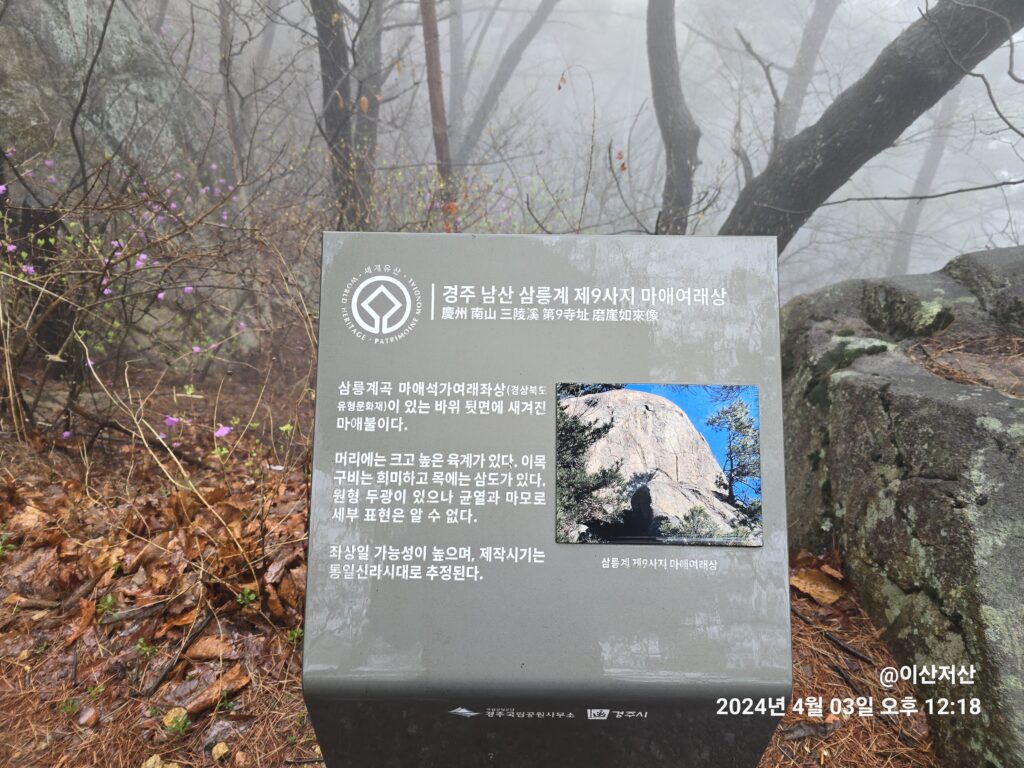 · 세계유산 ·
WORLD HERITAGE · PATRIMOINE MONDIAL
경주 남산 삼릉계 제9사지 마애여래상
慶州 南山 三陵溪 第9寺址 磨崖如來像
삼릉계곡 마애석가여래좌상(경상북도
유형문화재)이 있는 바위 뒷면에 새겨진
마애불이다.
머리에는 크고 높은 육계가 있다. 이목
구비는 희미하고 목에는 삼도가 있다.
원형 두광이 있으나 균열과 마모로
세부 표현은 알 수 없다.
좌상일 가능성이 높으며, 제작시기는
통일신라시대로 추정된다.
삼릉계 제9사지 마애여래상
국립공원공단
경주국립공원사무소
경주시
@이산저산
2024년 4월 03일 오후 12:18